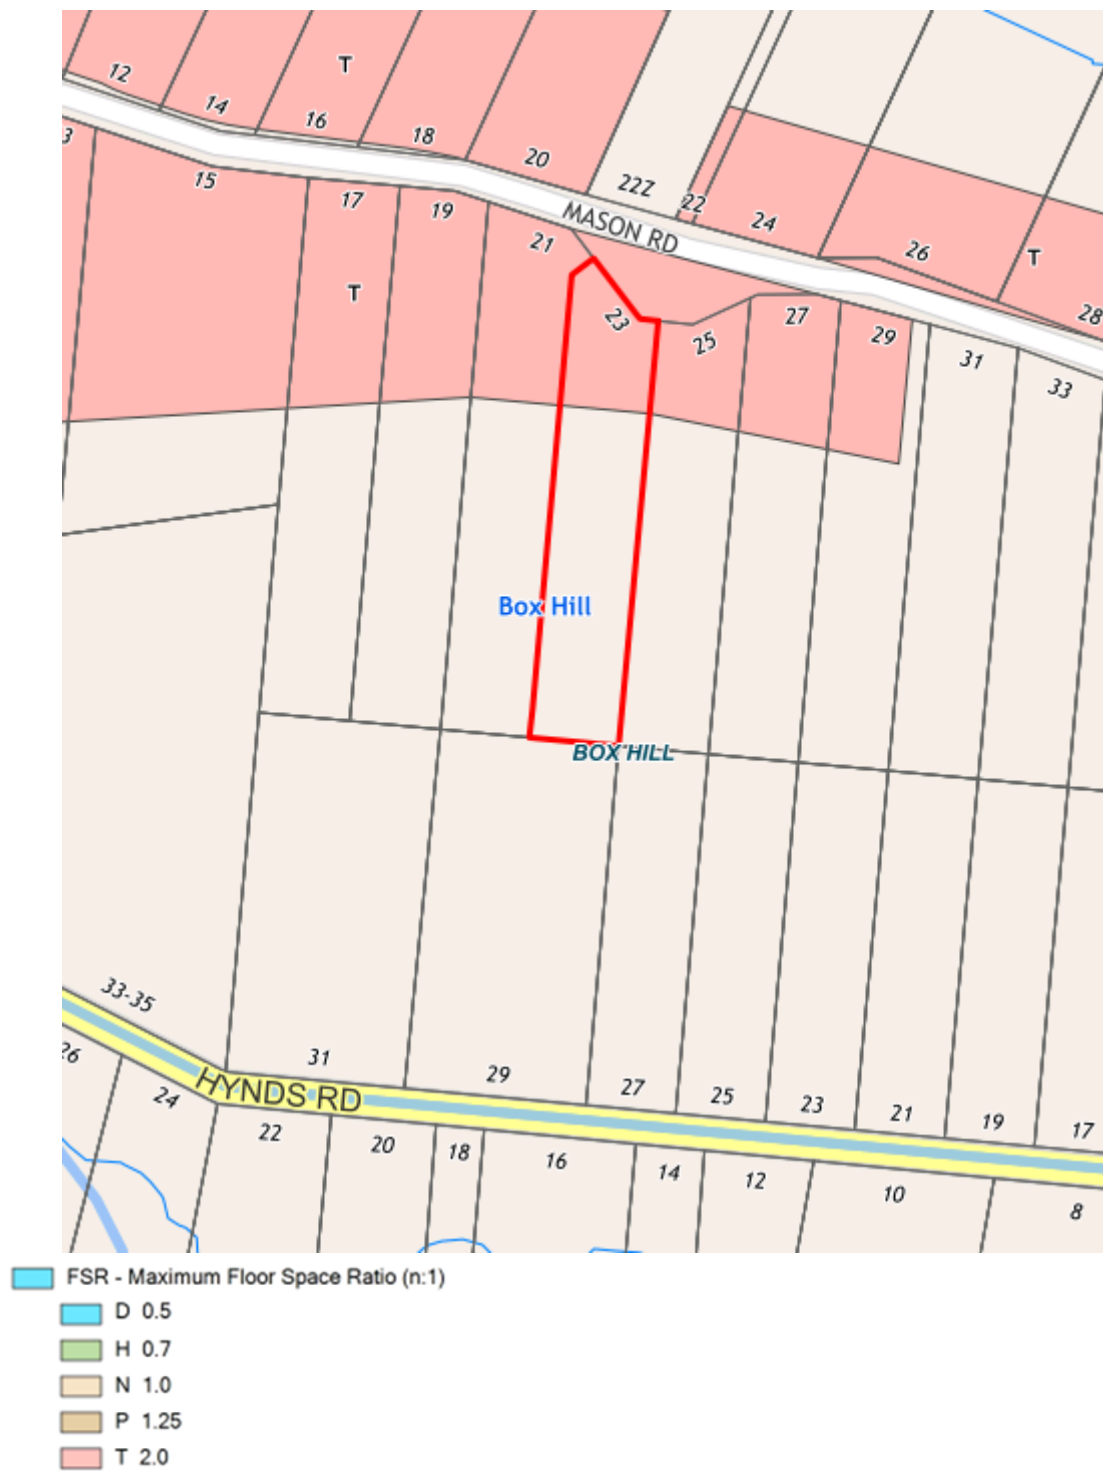 12
T
14
16
18
20
22Z
22
24
26
T
28
3
15
17
19
21
MASON RD
T
23
25
27
29
31
33
Box Hill
BOX HILL
33-35
31
29
27
25
23
21
19
17
HYNDS RD
26
24
22
20
18
16
14
12
10
8
FSR - Maximum Floor Space Ratio (n:1)
D 0.5
H 0.7
N 1.0
P 1.25
T 2.0